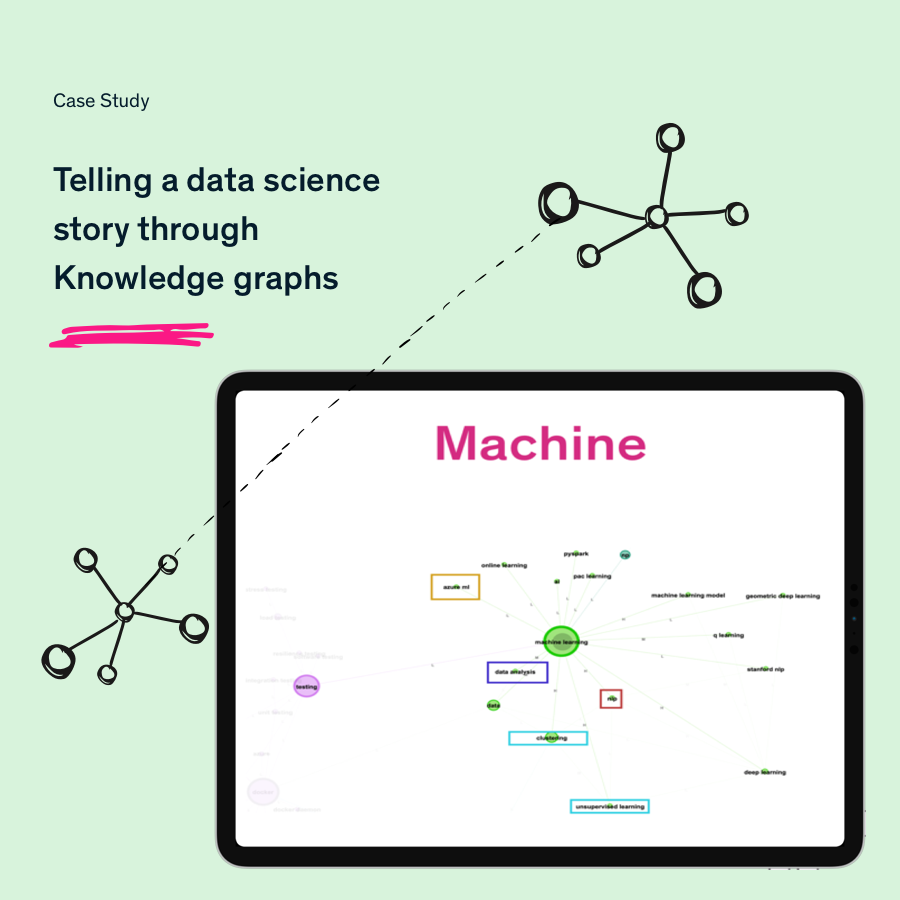 Case Study
Telling a data science
story through
Knowledge graphs
Machine
pyspark
online learning
pac learning
azure ml
ai
machine learning model
geometric deep learning
machine learning
q learning
data analysis
stanford nlp
testing
nlp
data
clustering
deep learning
unsupervised learning